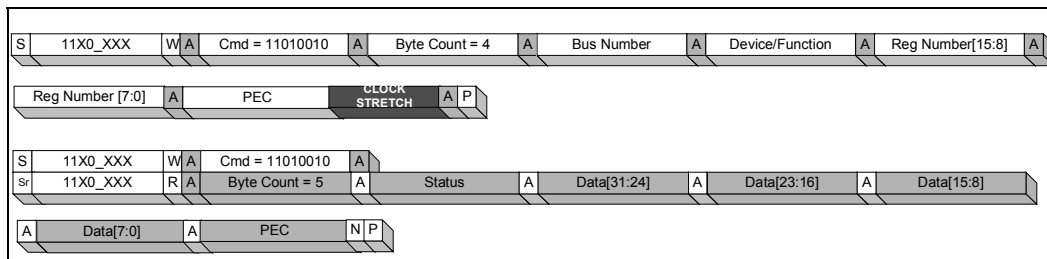 S 11X0_XXX W A Cmd = 11010010 A Byte Count = 4 A Bus Number A Device/Function A Reg Number[15:8] A
Reg Number [7:0] A PEC CLOCK STRETCH A P
S 11X0_XXX W A Cmd = 11010010 A
Sr 11X0_XXX R A Byte Count = 5 A Status A Data[31:24] A Data[23:16] A Data[15:8]
A Data[7:0] A PEC N P